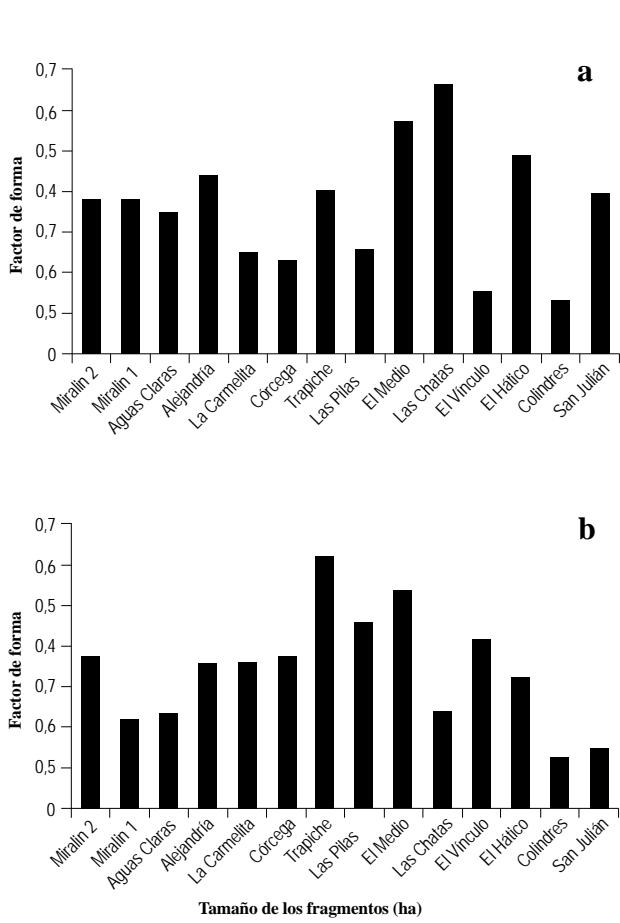 a
0,7
0,6
0,5
0,4
0,7
0,6
0,5
0
Factor de forma
Miralin 2
Miralin 1
Aguas Claras
Alejandría
La Carmelita
Córcega
Trapiche
Las Pilas
El Medio
Las Chatas
El Vínculo
El Hático
Colindres
San Julián
b
0,7
0,6
0,5
0,4
0,7
0,6
0,5
0
Factor de forma
Miralin 2
Miralin 1
Aguas Claras
Alejandría
La Carmelita
Córcega
Trapiche
Las Pilas
El Medio
Las Chatas
El Vínculo
El Hático
Colindres
San Julián
Tamaño de los fragmentos (ha)